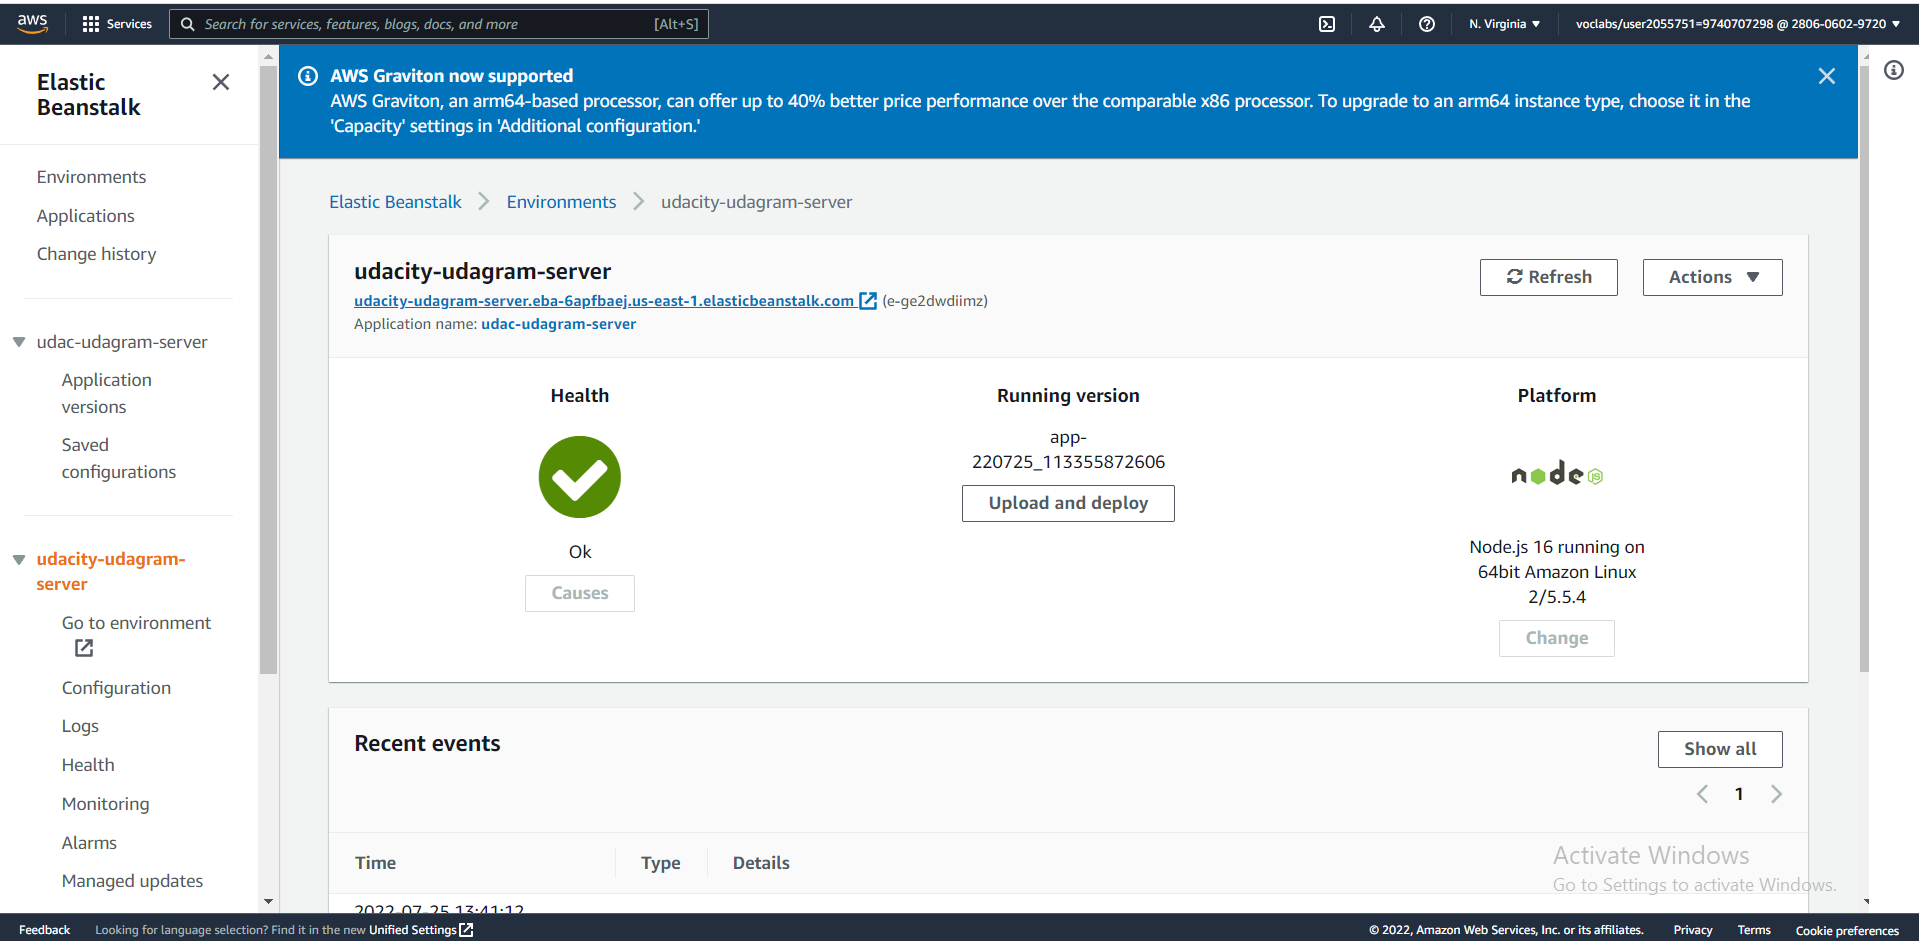 aws
Services
Search for services, features, blogs, docs, and more
[Alt+S]
N. Virginia
voclabs/user2055751=9740707298 @ 2806-0602-9720
Elastic
Beanstalk
Environments
Applications
Change history
udac-udagram-server
Application
versions
Saved
configurations
udacity-udagram-
server
Go to environment
Configuration
Logs
Health
Monitoring
Alarms
Managed updates
AWS Graviton now supported
AWS Graviton, an arm64-based processor, can offer up to 40% better price performance over the comparable x86 processor. To upgrade to an arm64 instance type, choose it in the
'Capacity' settings in 'Additional configuration.'
Elastic Beanstalk
Environments
udacity-udagram-server
udacity-udagram-server
udacity-udagram-server.eba-6apfbaej.us-east-1.elasticbeanstalk.com (e-ge2dwdiimz)
Application name: udac-udagram-server
Refresh
Actions
Health
Ok
Causes
Running version
app-
220725_113355872606
Upload and deploy
Platform
node JS
Node.js 16 running on
64bit Amazon Linux
2/5.5.4
Change
Recent events
Show all
1
Time
Type
Details
2022-07-25 13:41:12
Activate Windows
Go to Settings to activate Windows.
Feedback
Looking for language selection? Find it in the new Unified Settings
© 2022, Amazon Web Services, Inc. or its affiliates.
Privacy
Terms
Cookie preferences